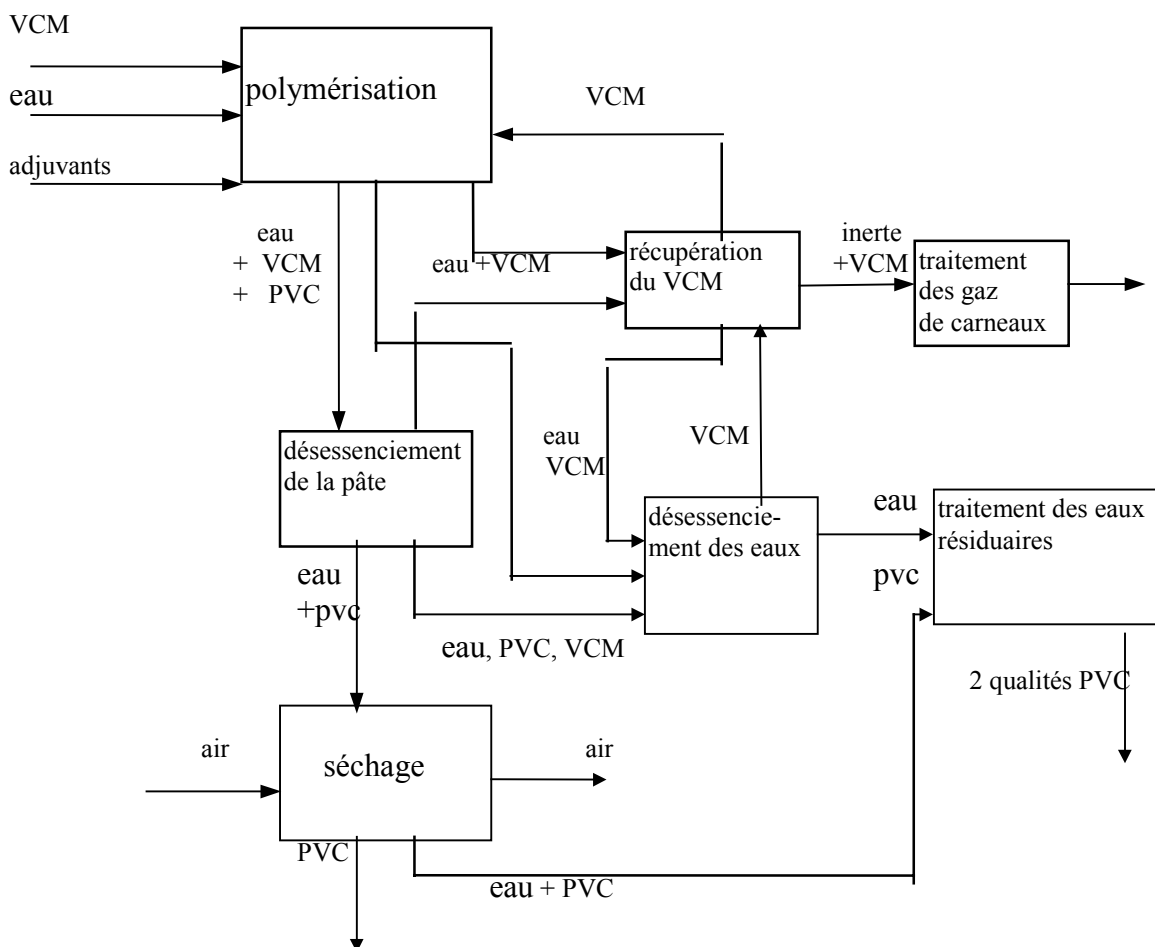 VCM
eau
adjuvants
polymérisation
VCM
eau
+ VCM
+ PVC
eau +VCM
récupération
du VCM
inerte
+VCM
traitement
des gaz
de carneaux
désessenciement
de la pâte
eau
VCM
VCM
désessencie-
ment des eaux
eau
pvc
traitement des eaux
résiduaires
eau
+pvc
eau, PVC, VCM
2 qualités PVC
air
séchage
air
PVC
eau + PVC